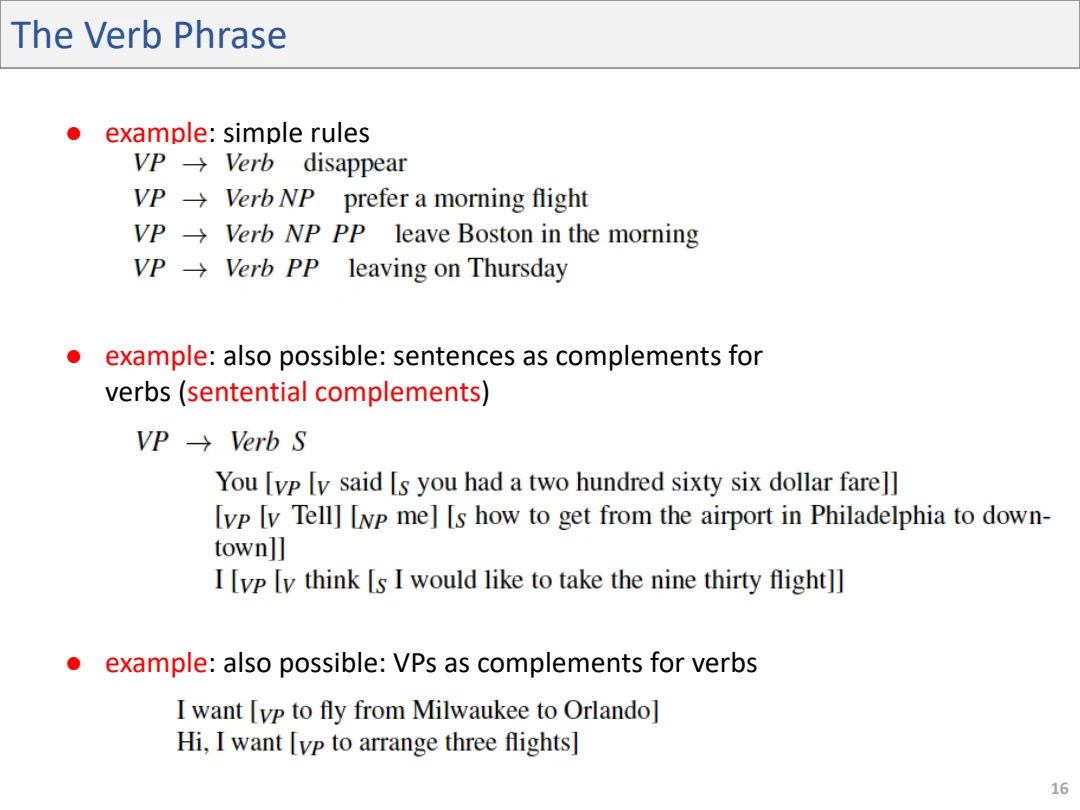 The Verb Phrase
● example: simple rules
VP → Verb disappear
VP → Verb NP prefer a morning flight
VP → Verb NP PP leave Boston in the morning
VP → Verb PP leaving on Thursday
● example: also possible: sentences as complements for
verbs (sentential complements)
VP → Verb S
You [VP [V said [S you had a two hundred sixty six dollar fare]]
[VP [V Tell] [NP me] [S how to get from the airport in Philadelphia to down-
town]]
I [VP [V think [S I would like to take the nine thirty flight]]
● example: also possible: VPs as complements for verbs
I want [VP to fly from Milwaukee to Orlando]
Hi, I want [VP to arrange three flights]
16